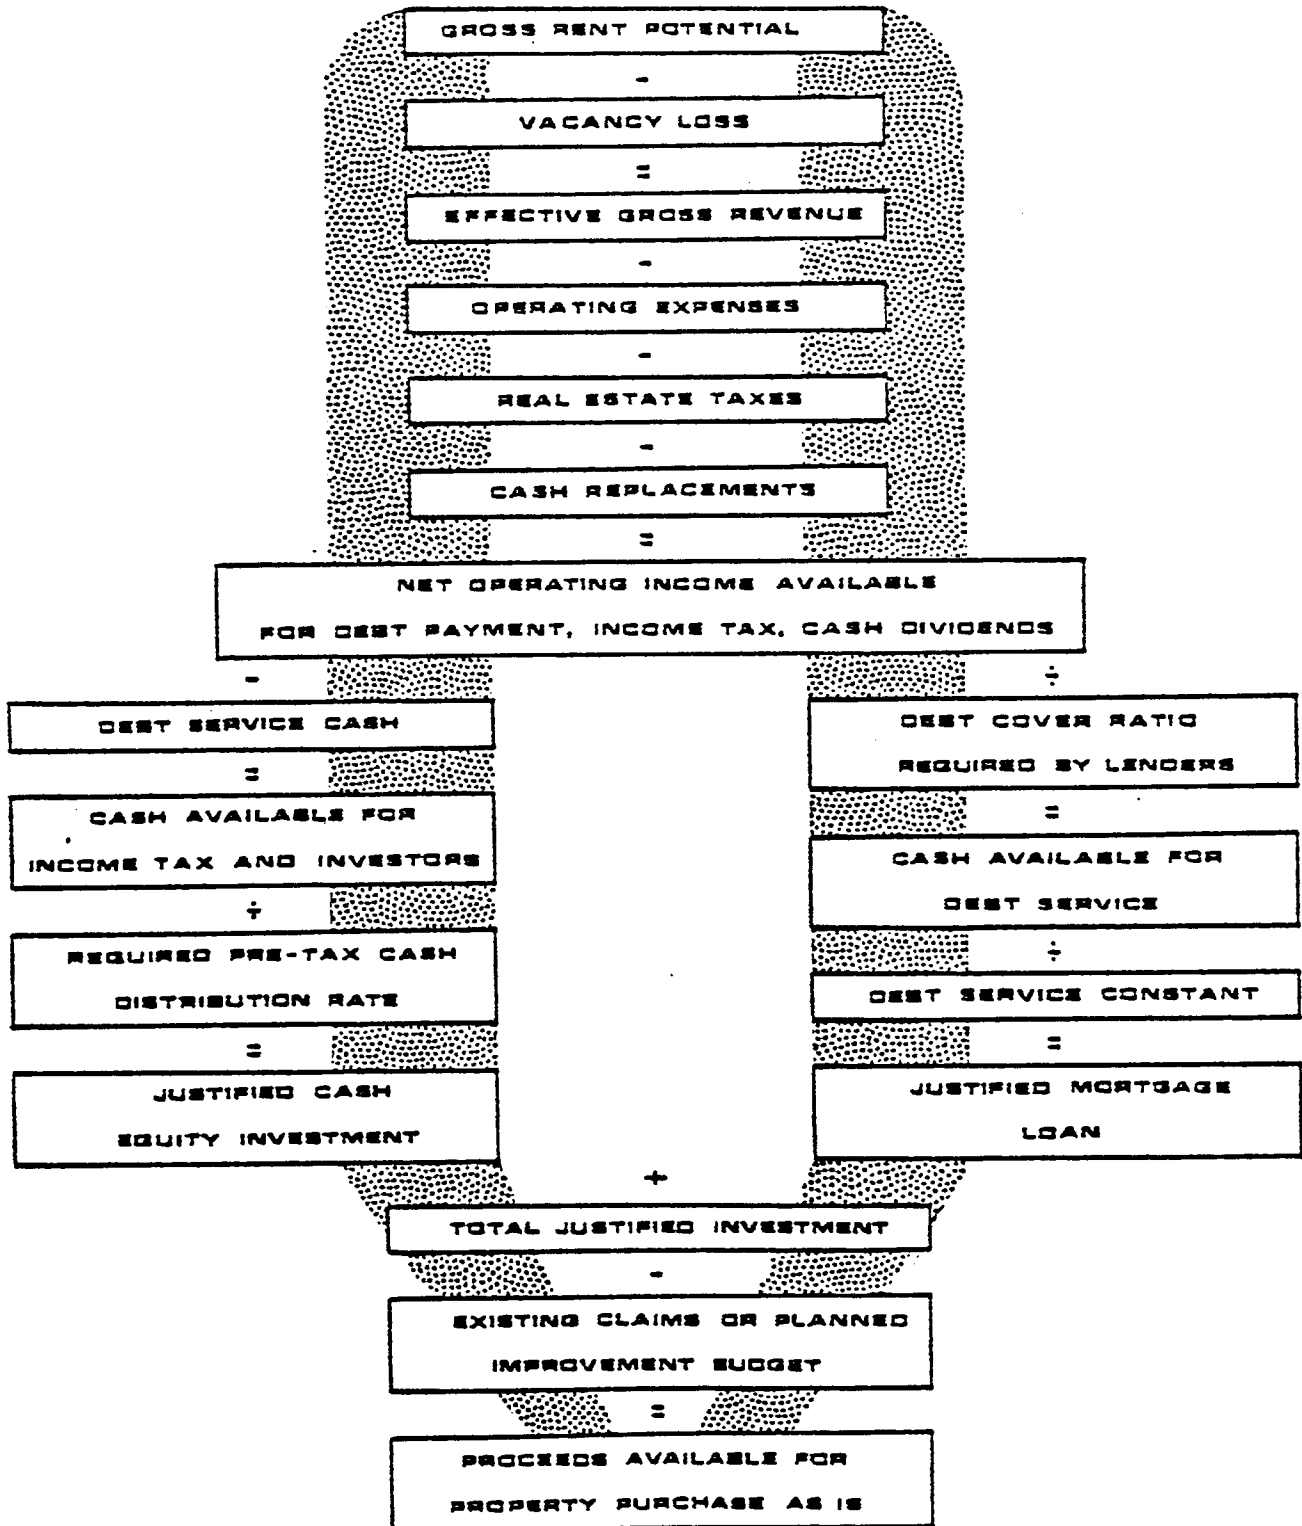 GROSS RENT POTENTIAL
-
VACANCY LOSS
=
EFFECTIVE GROSS REVENUE
-
OPERATING EXPENSES
-
REAL ESTATE TAXES
-
CASH REPLACEMENTS
=
NET OPERATING INCOME AVAILABLE
FOR DEBT PAYMENT, INCOME TAX, CASH DIVIDENDS
-
DEBT SERVICE CASH
=
CASH AVAILABLE FOR
INCOME TAX AND INVESTORS
÷
REQUIRED PRE-TAX CASH
DISTRIBUTION RATE
=
JUSTIFIED CASH
EQUITY INVESTMENT
÷
DEBT COVER RATIO
REQUIRED BY LENDERS
=
CASH AVAILABLE FOR
DEBT SERVICE
÷
DEBT SERVICE CONSTANT
=
JUSTIFIED MORTGAGE
LOAN
+
TOTAL JUSTIFIED INVESTMENT
-
EXISTING CLAIMS OR PLANNED
IMPROVEMENT BUDGET
=
PROCEEDS AVAILABLE FOR
PROPERTY PURCHASE AS IS